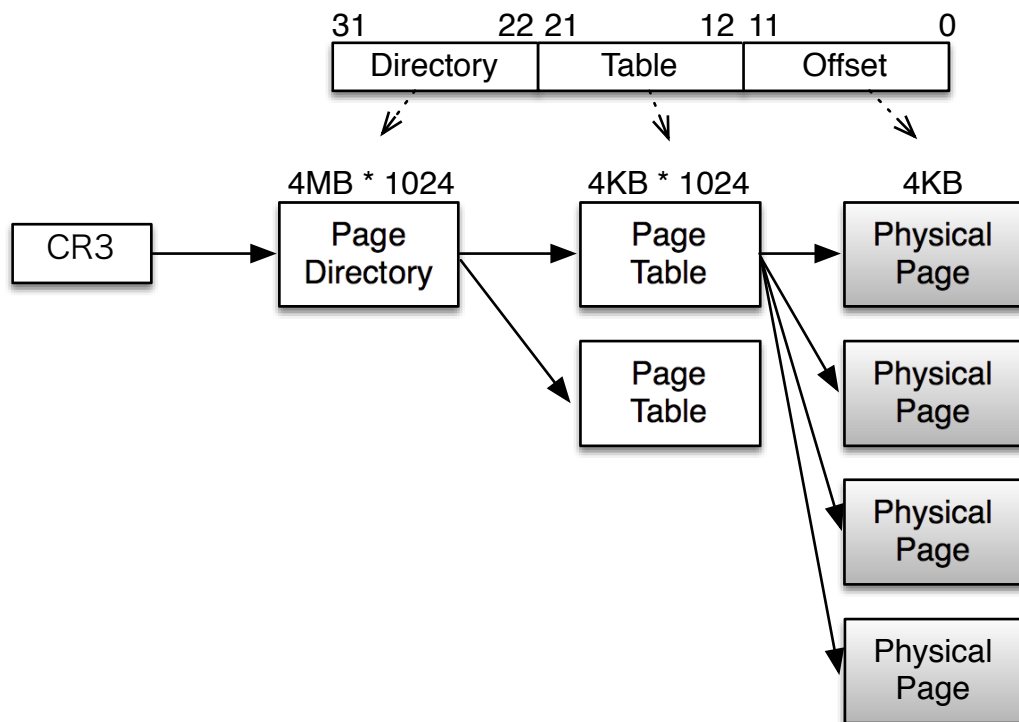 31 22 21 12 11 0
Directory Table Offset
4MB * 1024 4KB * 1024 4KB
CR3
Page
Directory
Page
Table
Physical
Page
Page
Table
Physical
Page
Physical
Page
Physical
Page